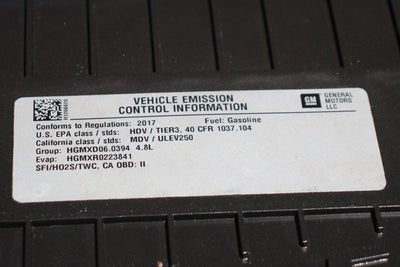 VEHICLE EMISSION
CONTROL INFORMATION
GM
GENERAL
MOTORS
LLC
Conforms to Regulations: 2017 Fuel: Gasoline
U.S. EPA class / stds: HDV / TIER3, 40 CFR 1037.104
California class / stds: MDV / ULEV250
Group: HGMXD06.0394 4.8L
Evap: HGMXR0223841
SFI/HO2S/TWC, CA OBD: II